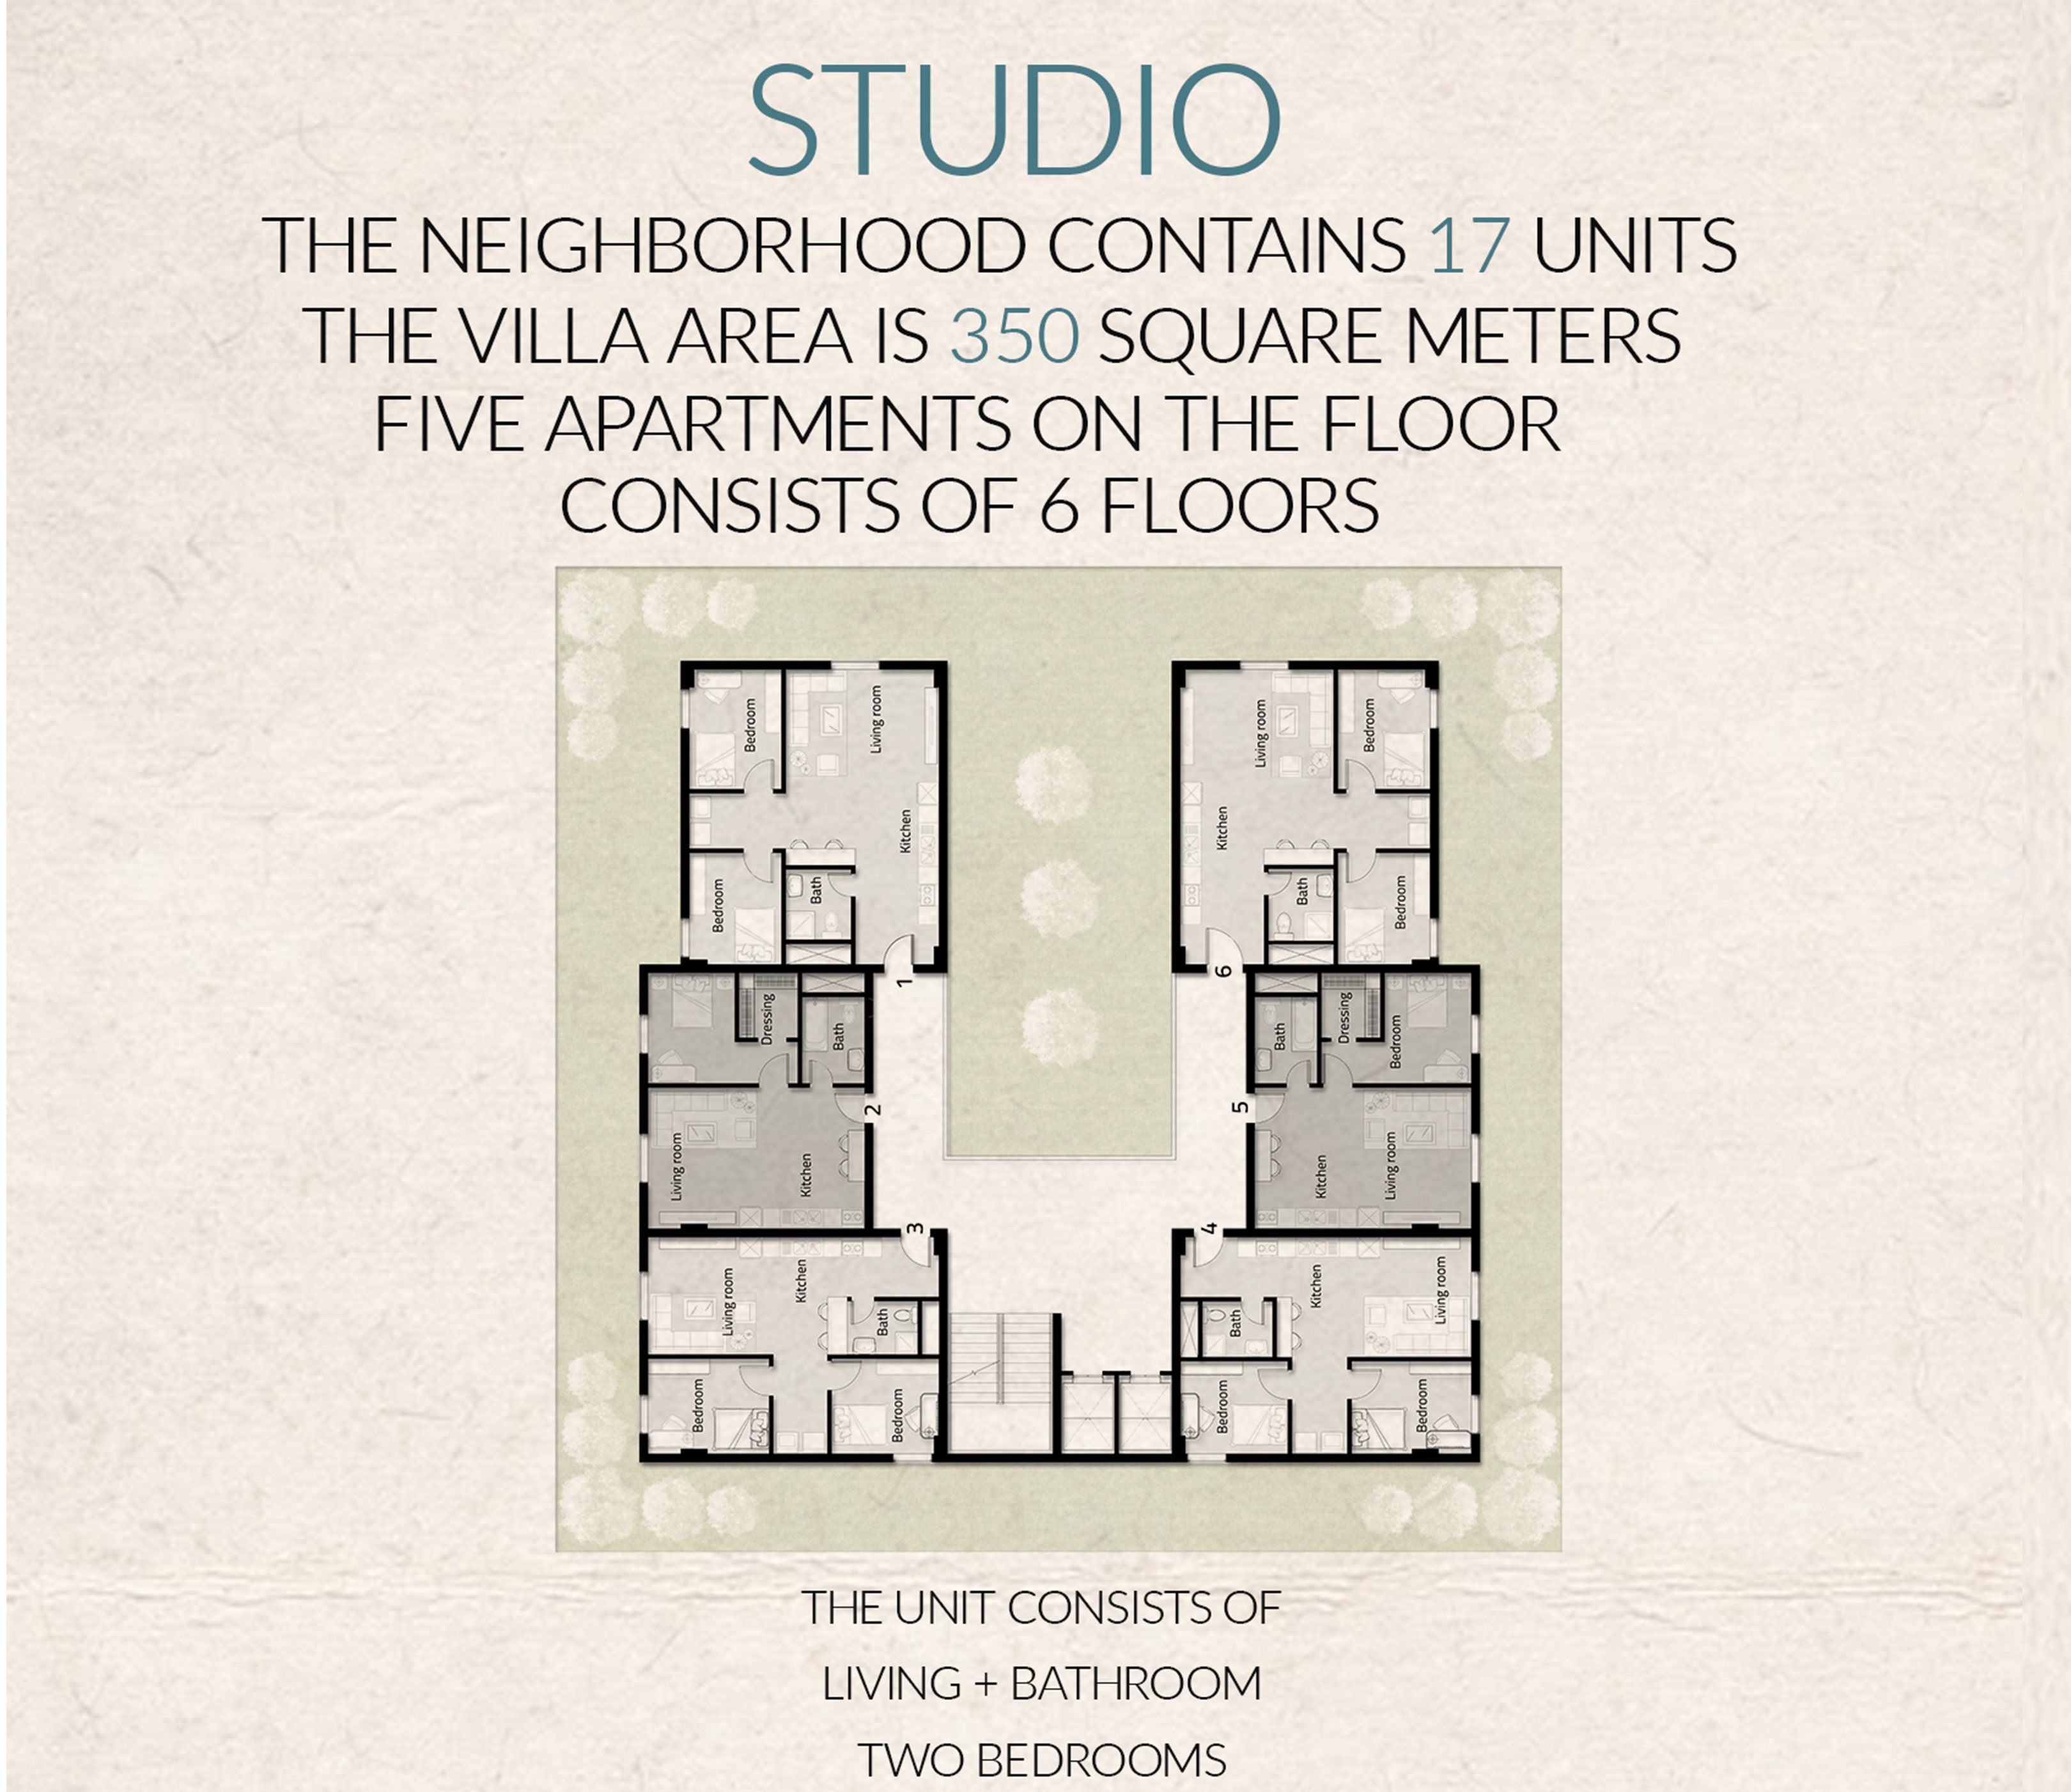 STUDIO
THE NEIGHBORHOOD CONTAINS 17 UNITS
THE VILLA AREA IS 350 SQUARE METERS
FIVE APARTMENTS ON THE FLOOR
CONSISTS OF 6 FLOORS
Bedroom
Living room
Living room
Bedroom
Kitchen
Kitchen
Bedroom
Bath
Bath
Bedroom
1
6
Dressing
Bath
Bath
Dressing
Bedroom
2
5
Living room
Kitchen
Kitchen
Living room
3
4
Living room
Kitchen
Bath
Bath
Kitchen
Living room
Bedroom
Bedroom
Bedroom
Bedroom
THE UNIT CONSISTS OF
LIVING + BATHROOM
TWO BEDROOMS